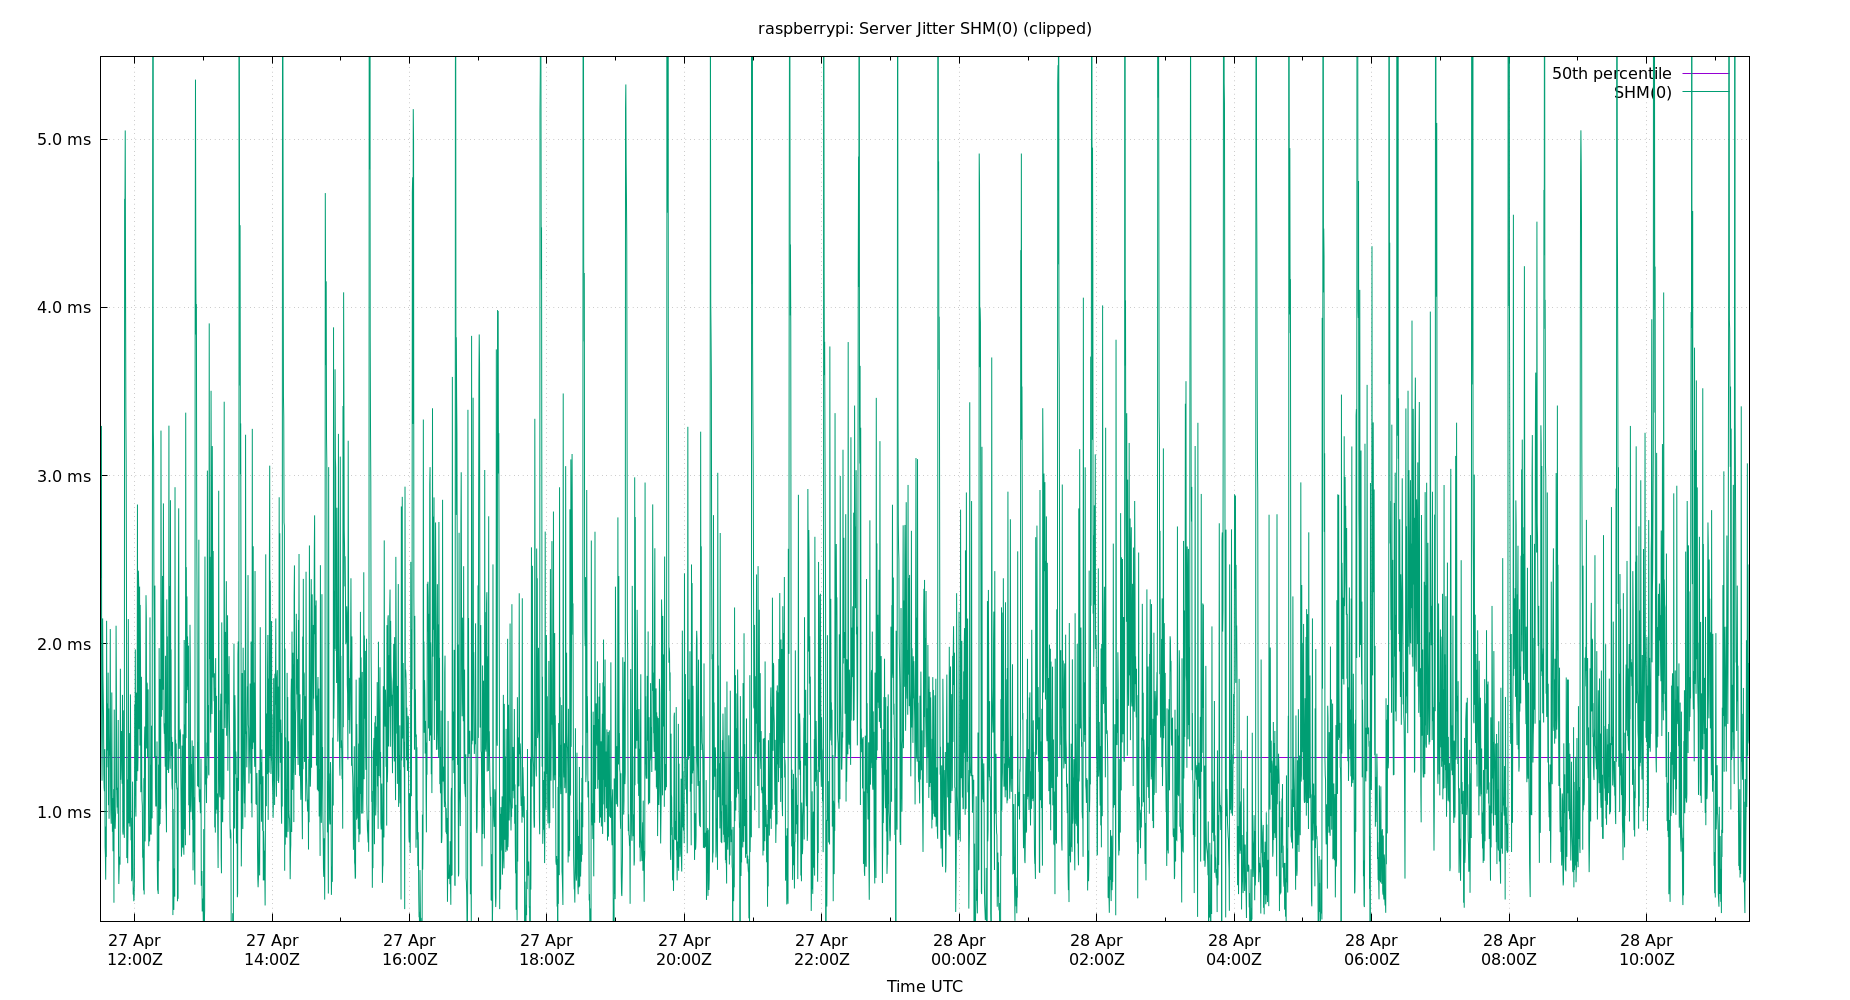 raspberrypi: Server Jitter SHM(0) (clipped)
50th percentile
SHM(0)
5.0 ms
4.0 ms
3.0 ms
2.0 ms
1.0 ms
27 Apr 27 Apr 27 Apr 27 Apr 27 Apr 27 Apr 28 Apr 28 Apr 28 Apr 28 Apr 28 Apr 28 Apr
12:00Z 14:00Z 16:00Z 18:00Z 20:00Z 22:00Z 00:00Z 02:00Z 04:00Z 06:00Z 08:00Z 10:00Z
Time UTC